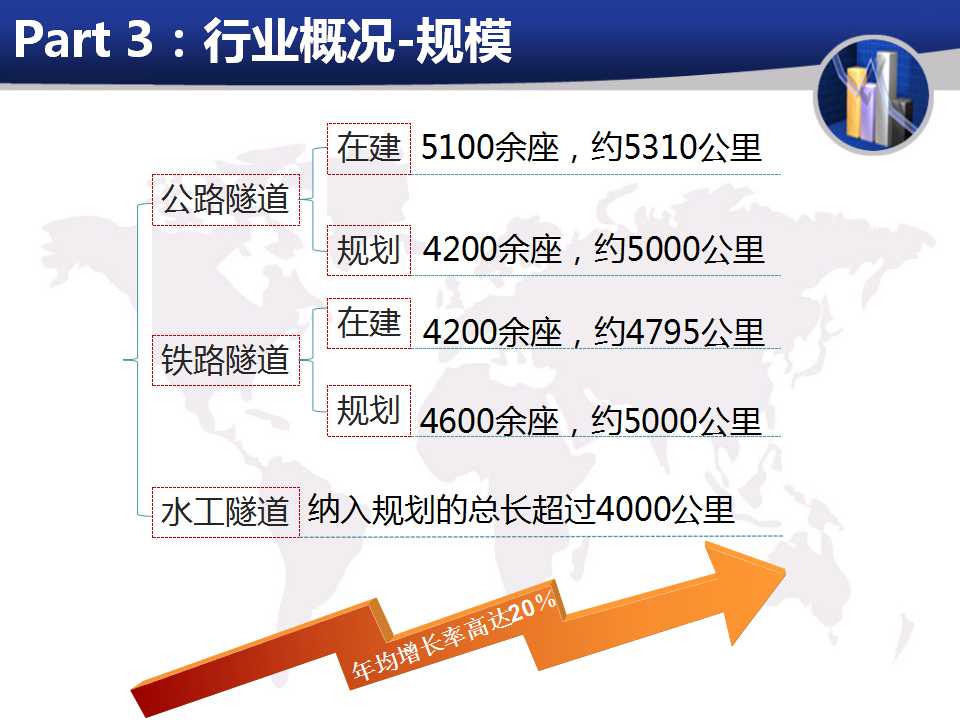 Part 3：行业概况-规模
公路隧道
在建 5100余座，约5310公里
规划 4200余座，约5000公里
铁路隧道
在建 4200余座，约4795公里
规划 4600余座，约5000公里
水工隧道 纳入规划的总长超过4000公里
年均增长率高达20%